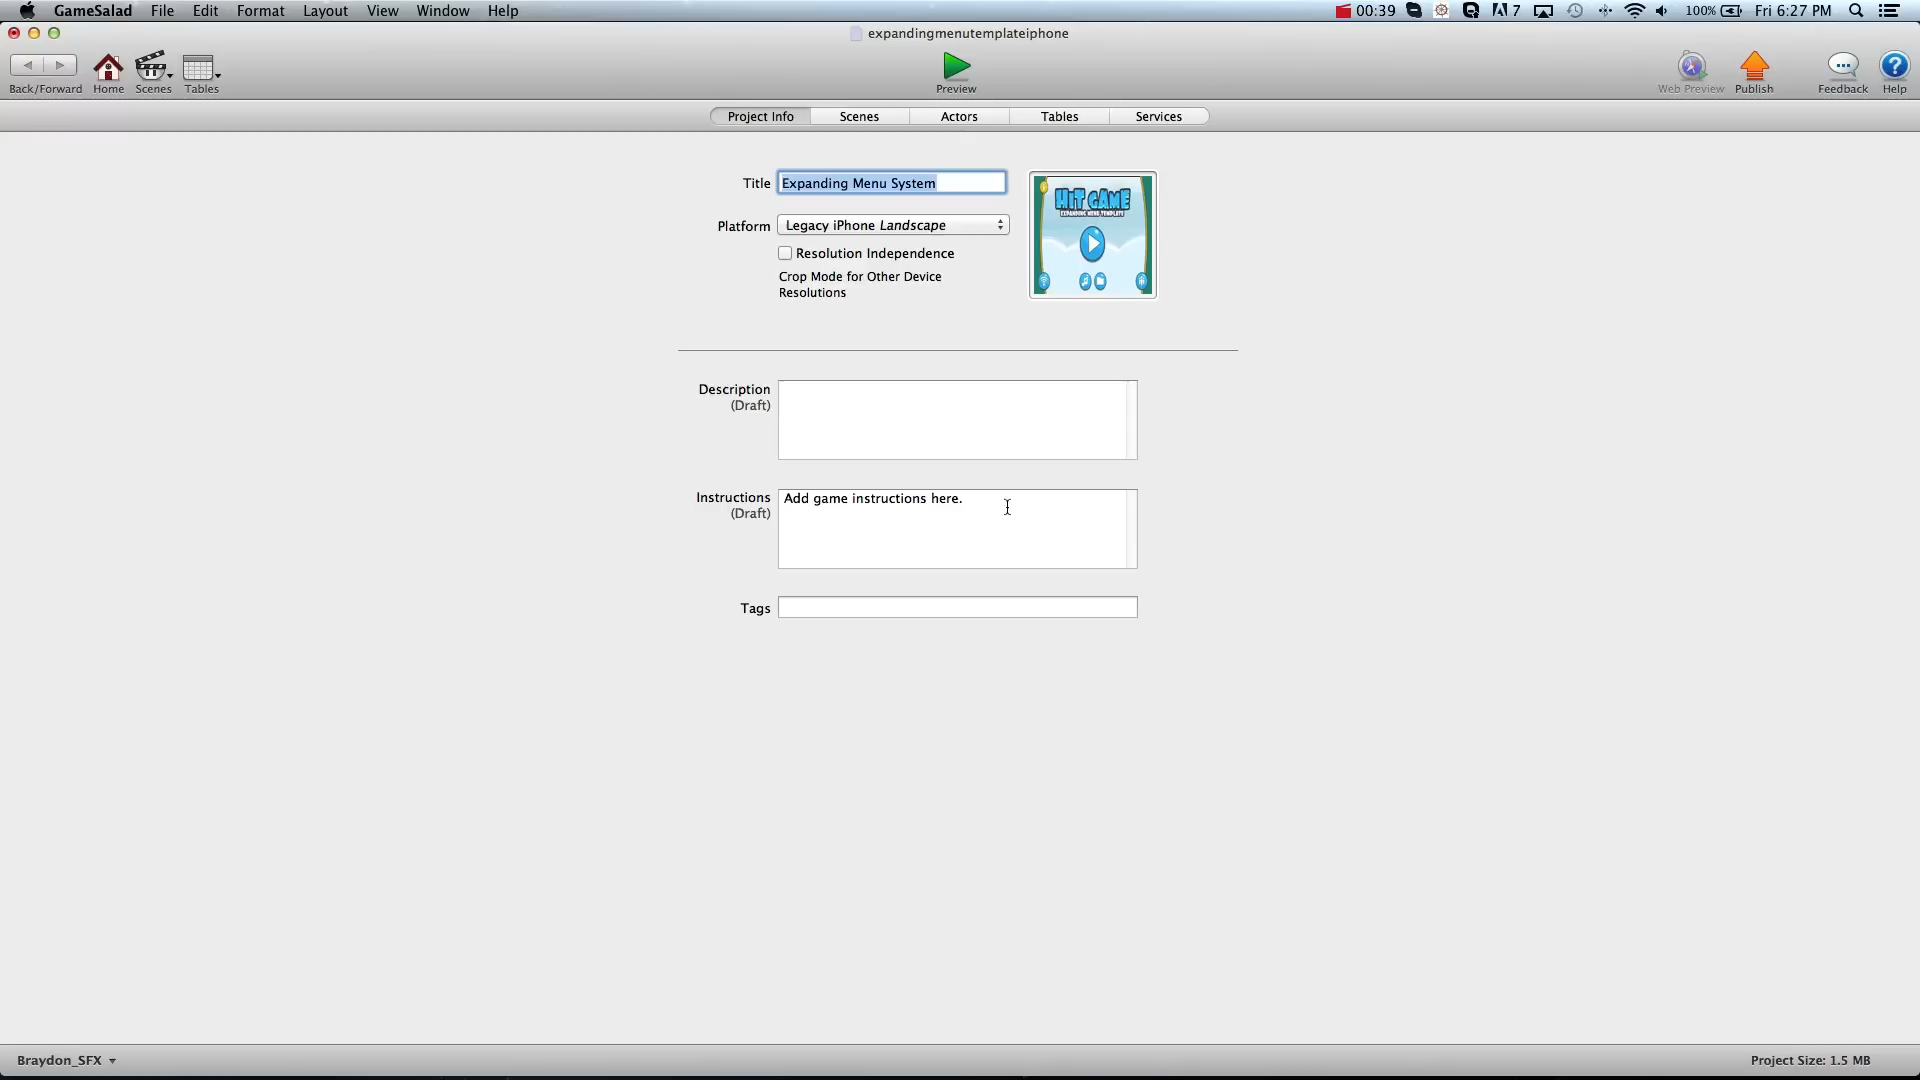 GameSalad File Edit Format Layout View Window Help 00:39 7 100% Fri 6:27 PM
expandingmenutemplateiphone
Back/Forward Home Scenes Tables Preview Web Preview Publish Feedback Help
Project Info Scenes Actors Tables Services
Title Expanding Menu System
HIT GAME
EXPANDING MENU TEMPLATE
Platform Legacy iPhone Landscape
Resolution Independence
Crop Mode for Other Device
Resolutions
Description
(Draft)
Instructions Add game instructions here.
(Draft)
Tags
Braydon_SFX Project Size: 1.5 MB